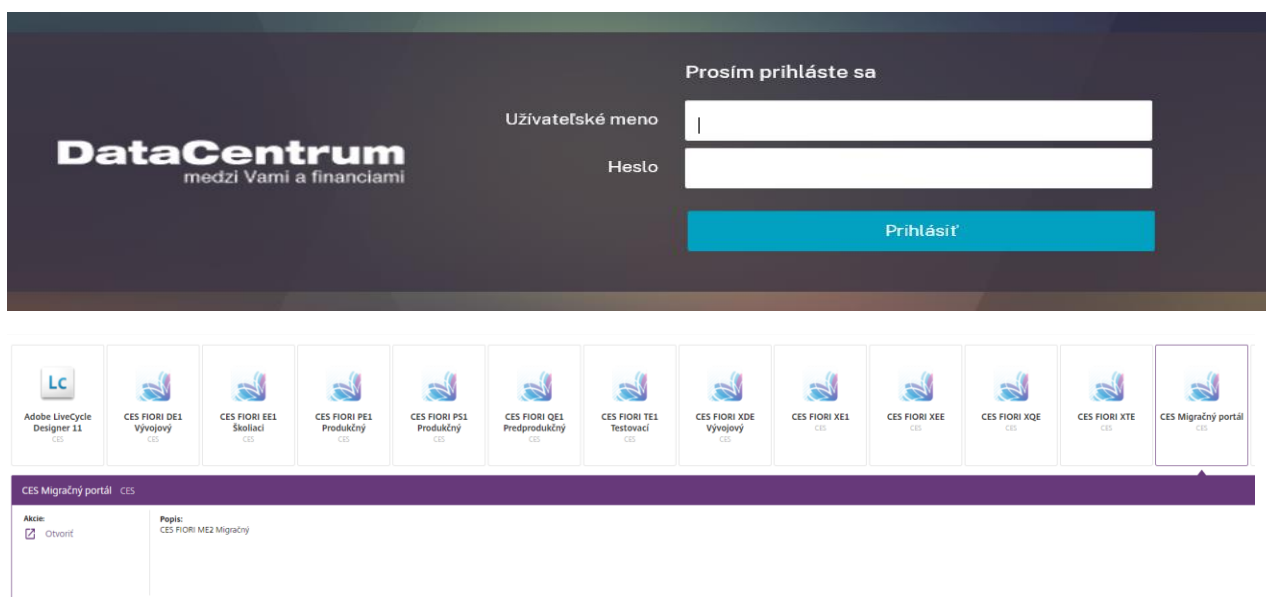 Prosím prihláste sa
Užívateľské meno
DataCentrum
medzi Vami a financiami
Heslo
Prihlásiť
Lc
Adobe LiveCycle
Designer 11
CES
CES FIORI DE1
Vývojový
CES
CES FIORI EE1
Školiaci
CES
CES FIORI PE1
Produkčný
CES
CES FIORI PS1
Produkčný
CES
CES FIORI QE1
Predprodukčný
CES
CES FIORI TE1
Testovací
CES
CES FIORI XDE
Vývojový
CES
CES FIORI XE1
CES
CES FIORI XEE
CES
CES FIORI XQE
CES
CES FIORI XTE
CES
CES Migračný portál
CES
CES Migračný portál CES
Akcie:
Otvoriť
Popis:
CES FIORI ME2 Migračný